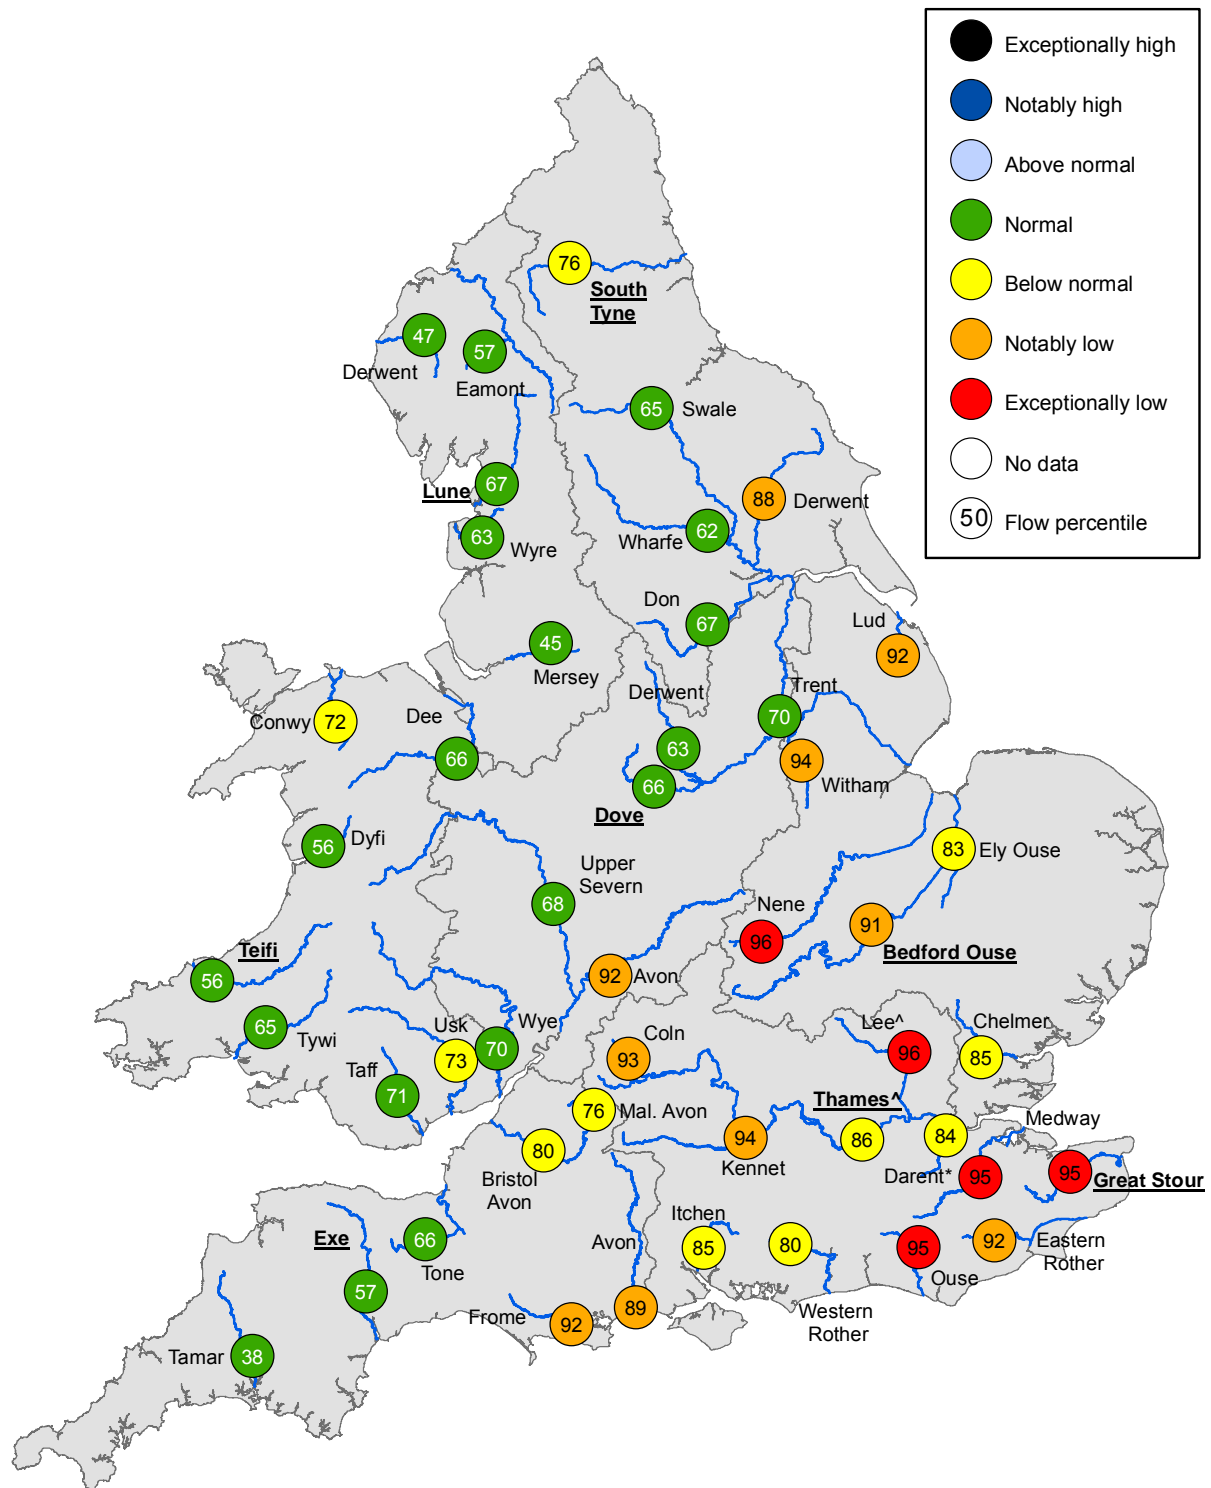 Exceptionally high
Notably high
Above normal
Normal
Below normal
Notably low
Exceptionally low
No data
50
Flow percentile
76
South
Tyne
47
Derwent
57
Eamont
65
Swale
67
Lune
88
Derwent
63
Wyre
62
Wharfe
Don
67
Lud
92
45
Mersey
Derwent
Trent
70
Conwy
72
Dee
66
63
94
Witham
66
Dove
56
Dyfi
83
Ely Ouse
Upper
Severn
68
Nene
96
91
Bedford Ouse
Teifi
56
92
Avon
65
Tywi
Usk
73
Wye
70
Coln
93
Lee^
96
Chelmer
85
Taff
71
76
Mal. Avon
Thames^
86
84
Medway
80
Bristol
Avon
94
Kennet
Darent*
95
95
Great Stour
Exe
66
Tone
Itchen
85
80
Avon
95
Ouse
92
Eastern
Rother
57
Frome
92
89
Western
Rother
Tamar
38